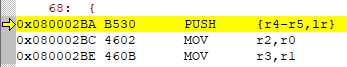 68: {
0x080002BA B530 PUSH {r4-r5,lr}
0x080002BC 4602 MOV r2,r0
0x080002BE 460B MOV r3,r1